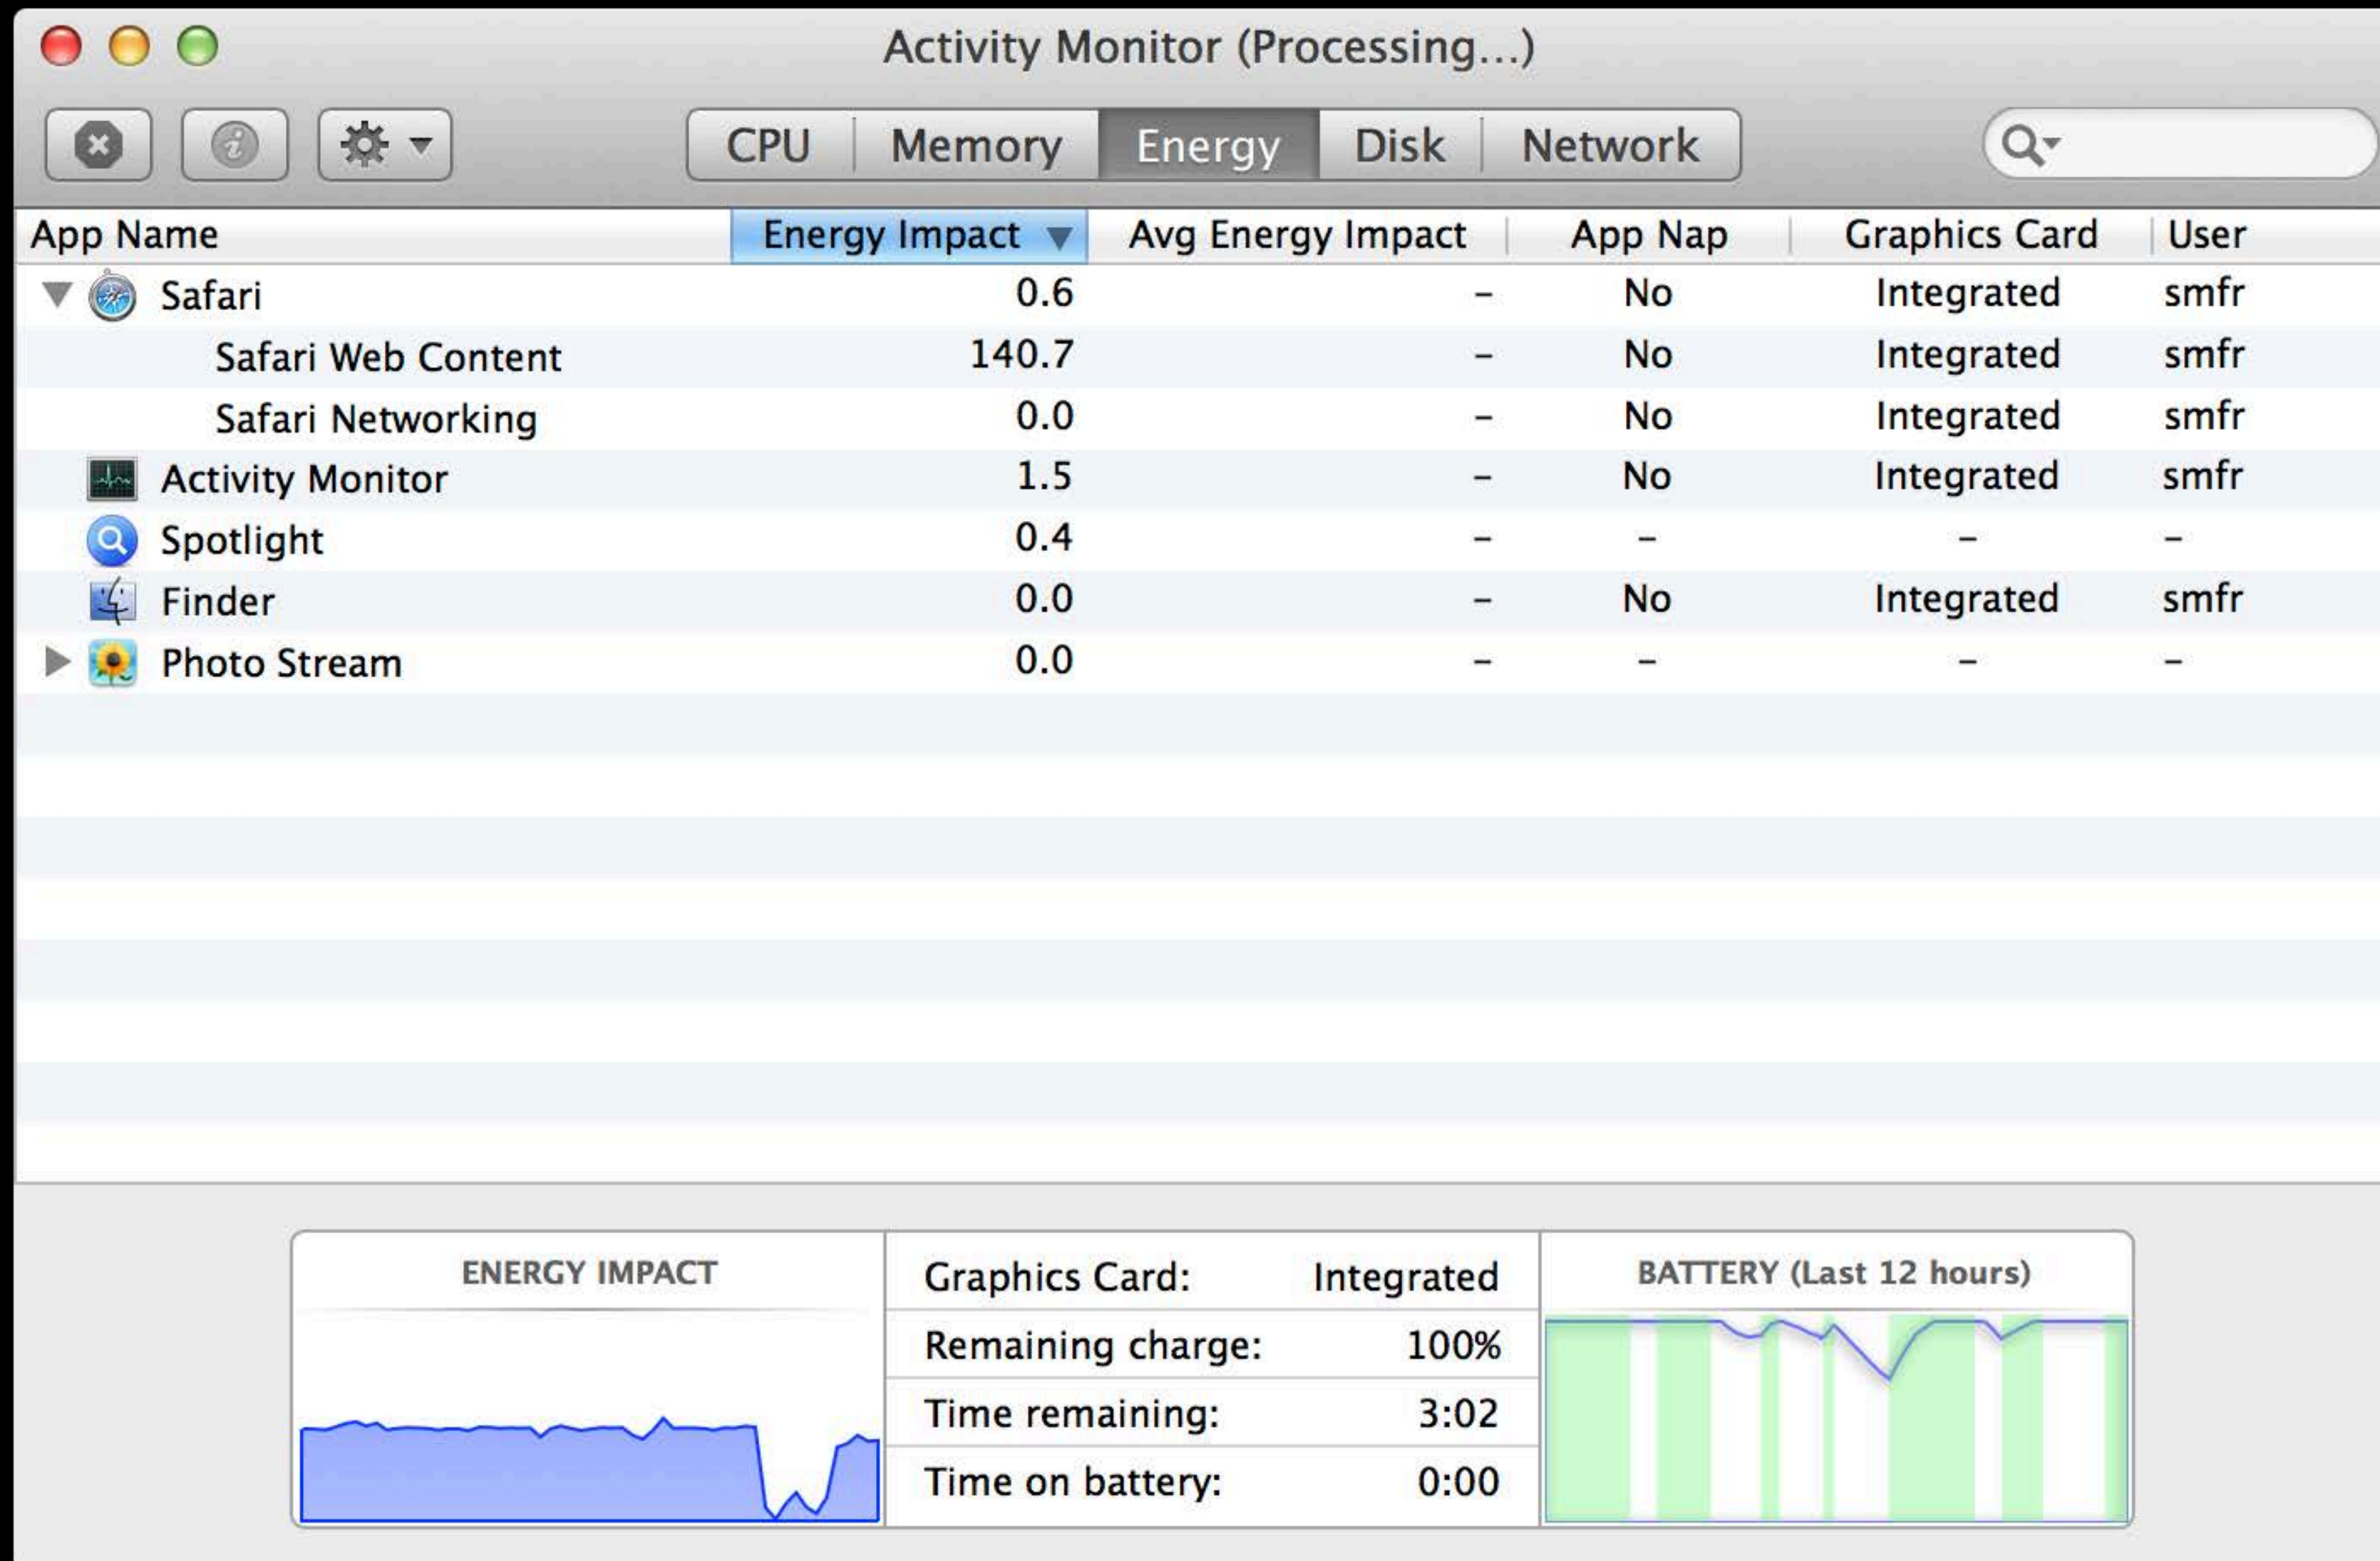 Activity Monitor (Processing...)
CPU Memory Energy Disk Network
App Name Energy Impact Avg Energy Impact App Nap Graphics Card User
Safari 0.6 – No Integrated smfr
Safari Web Content 140.7 – No Integrated smfr
Safari Networking 0.0 – No Integrated smfr
Activity Monitor 1.5 – No Integrated smfr
Spotlight 0.4 – – – –
Finder 0.0 – No Integrated smfr
Photo Stream 0.0 – – – –
ENERGY IMPACT
Graphics Card: Integrated
Remaining charge: 100%
Time remaining: 3:02
Time on battery: 0:00
BATTERY (Last 12 hours)